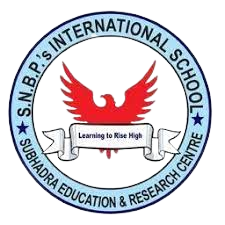 S.N.B.P.'s INTERNATIONAL SCHOOL
Learning to Rise High
SUBHADRA EDUCATION & RESEARCH CENTRE